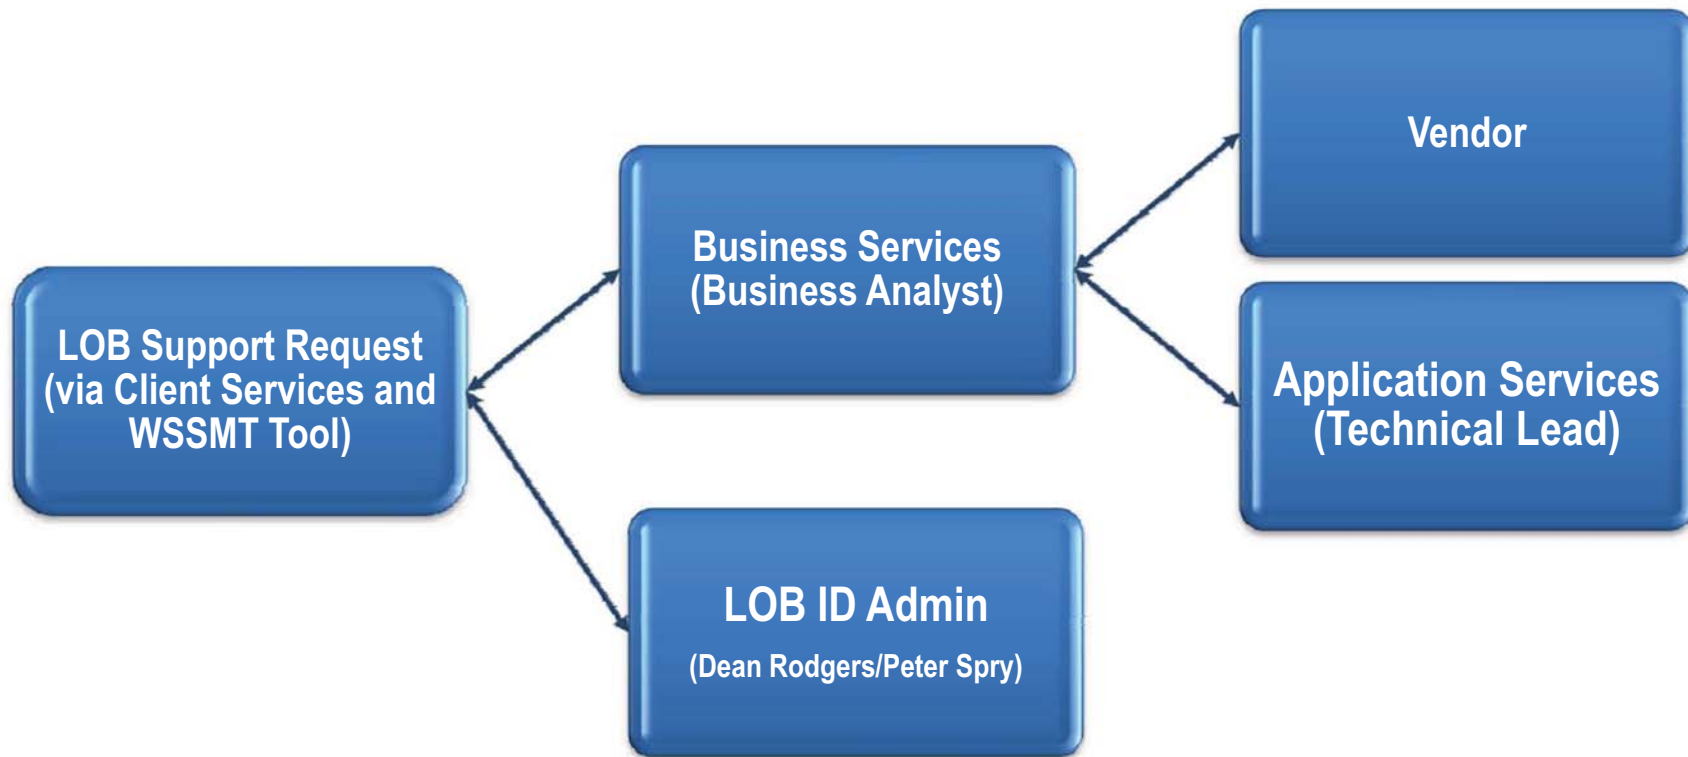 LOB Support Request
(via Client Services and
WSSMT Tool)
Business Services
(Business Analyst)
LOB ID Admin
(Dean Rodgers/Peter Spry)
Vendor
Application Services
(Technical Lead)